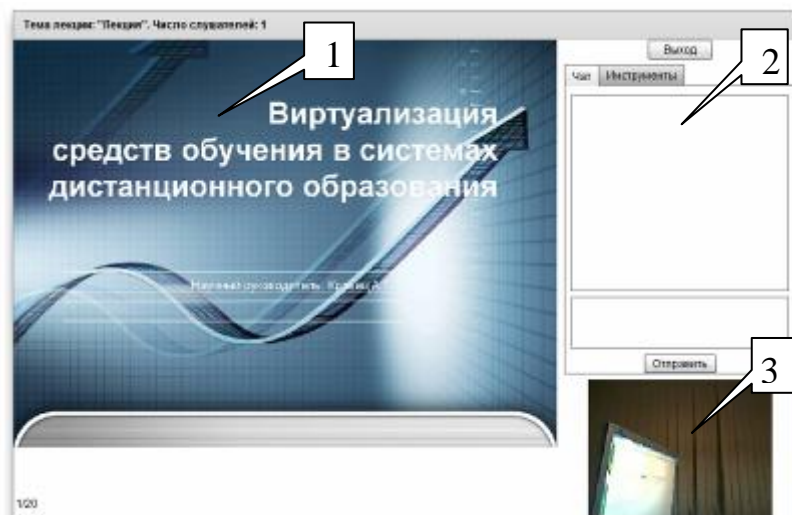 Тема лекции: "Лекция". Число слушателей: 1
Выход
1
2
Чат
Инструменты
Виртуализация
средств обучения в системах
дистанционного образования
Научный руководитель:
Отправить
3
1/20